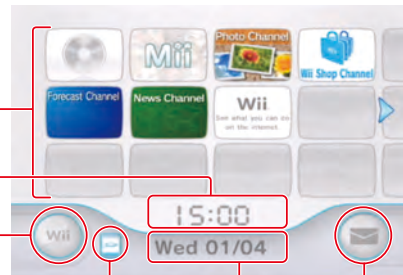 Mii
Photo Channel
Wii Shop Channel
Forecast Channel
News Channel
Wii
See what you can do
on the internet.
15:00
Wii
Wed 01/04